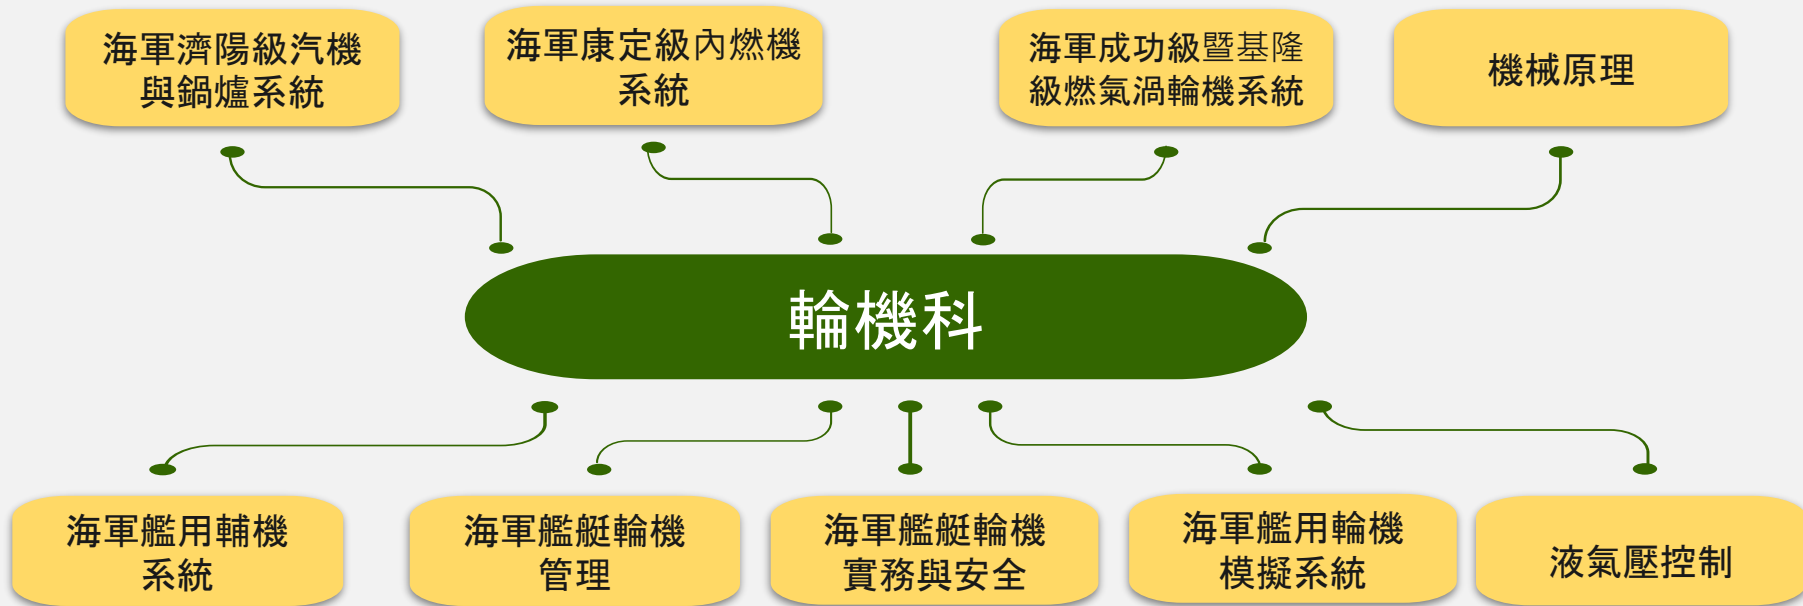 海軍濟陽級汽機
與鍋爐系統
海軍康定級內燃機
系統
海軍成功級暨基隆
級燃氣渦輪機系統
機械原理
輪機科
海軍艦用輔機
系統
海軍艦艇輪機
管理
海軍艦艇輪機
實務與安全
海軍艦用輪機
模擬系統
液氣壓控制